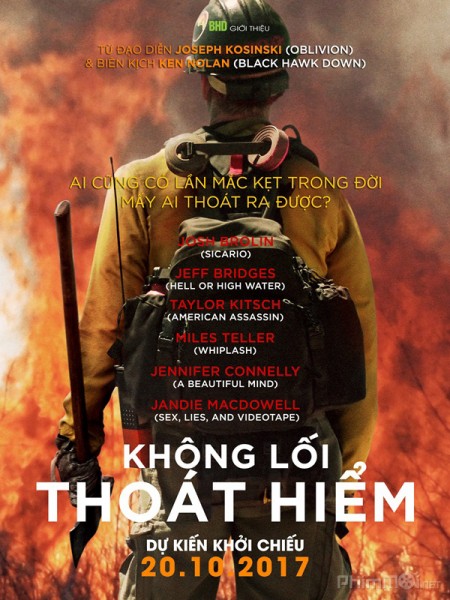 BHD GIỚI THIỆU
TỪ ĐẠO DIỄN JOSEPH KOSINSKI (OBLIVION)
& BIÊN KỊCH KEN NOLAN (BLACK HAWK DOWN)
AI CŨNG CÓ LẦN MẮC KẸT TRONG ĐỜI
MẤY AI THOÁT RA ĐƯỢC?
JOSH BROLIN
(SICARIO)
JEFF BRIDGES
(HELL OR HIGH WATER)
TAYLOR KITSCH
(AMERICAN ASSASSIN)
MILES TELLER
(WHIPLASH)
JENNIFER CONNELLY
(A BEAUTIFUL MIND)
JANDIE MACDOWELL
(SEX, LIES, AND VIDEOTAPE)
KHÔNG LỐI
THOÁT HIỂM
DỰ KIẾN KHỞI CHIẾU
20.10 2017